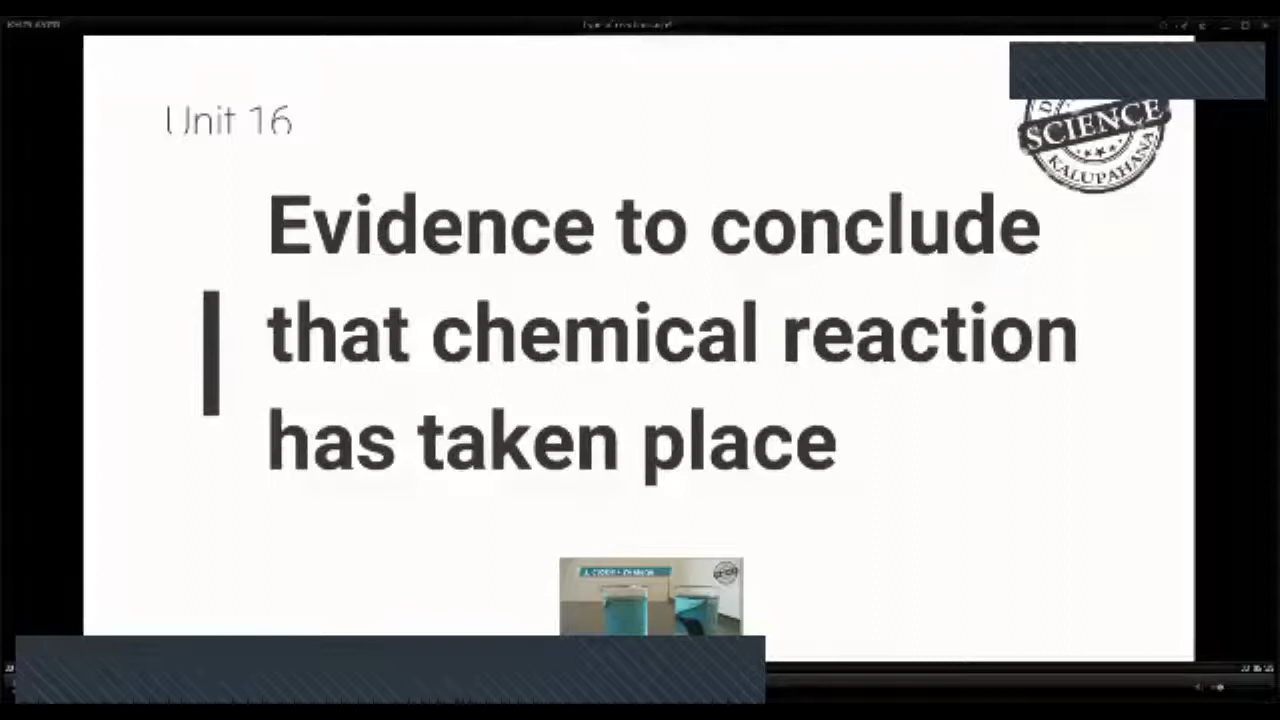 Unit 16
SCIENCE
KALUPAHANA
Evidence to conclude
that chemical reaction
has taken place